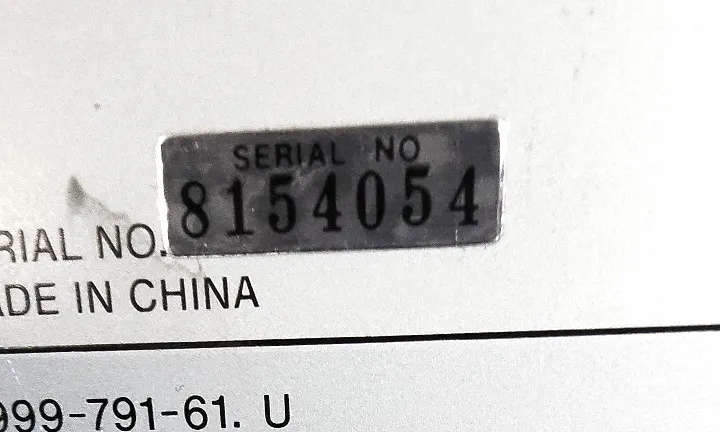 SERIAL NO
8154054
RIAL NO.
ADE IN CHINA
999-791-61. U